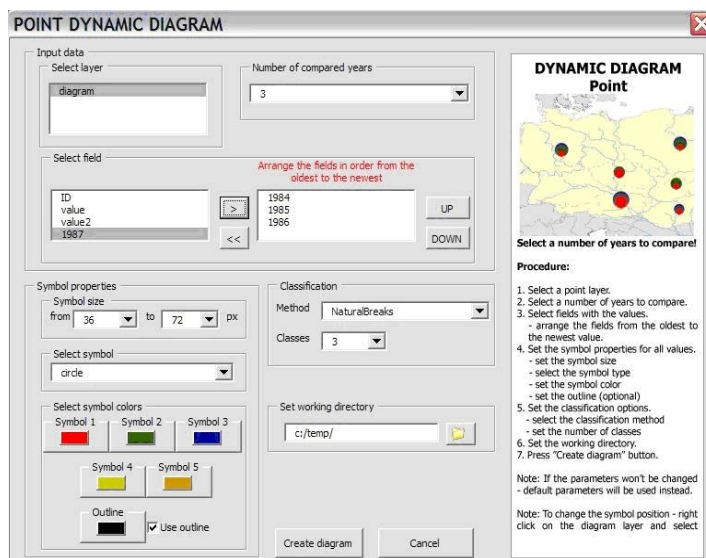 POINT DYNAMIC DIAGRAM
Input data
Select layer
diagram
Number of compared years
3
Select field
Arrange the fields in order from the
oldest to the newest
ID
value
value2
1987
>
<<
1984
1985
1986
UP
DOWN
Symbol properties
Symbol size
from 36 to 72 px
Select symbol
circle
Select symbol colors
Symbol 1 Symbol 2 Symbol 3
Symbol 4 Symbol 5
Outline
Use outline
Classification
Method NaturalBreaks
Classes 3
Set working directory
c:/temp/
Create diagram Cancel
DYNAMIC DIAGRAM
Point
Select a number of years to compare!
Procedure:
1. Select a point layer.
2. Select a number of years to compare.
3. Select fields with the values.
- arrange the fields from the oldest to
the newest value.
4. Set the symbol properties for all values.
- set the symbol size
- select the symbol type
- set the symbol color
- set the outline (optional)
5. Set the classification options.
- select the classification method
- set the number of classes
6. Set the working directory.
7. Press "Create diagram" button.
Note: If the parameters won't be changed
- default parameters will be used instead.
Note: To change the symbol position - right
click on the diagram layer and select